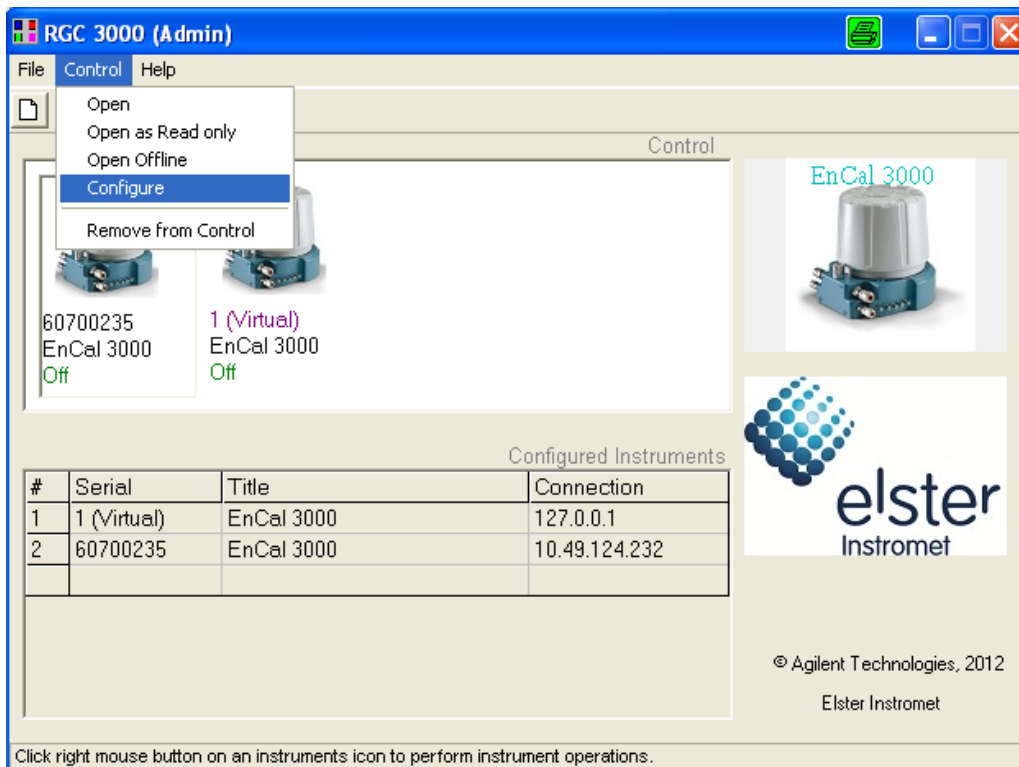 RGC 3000 (Admin)
File Control Help
Open
Open as Read only
Open Offline
Configure
Remove from Control
Control
60700235
EnCal 3000
Off
1 (Virtual)
EnCal 3000
Off
EnCal 3000
elster
Instromet
Configured Instruments
# Serial Title Connection
1 1 (Virtual) EnCal 3000 127.0.0.1
2 60700235 EnCal 3000 10.49.124.232
© Agilent Technologies, 2012
Elster Instromet
Click right mouse button on an instruments icon to perform instrument operations.